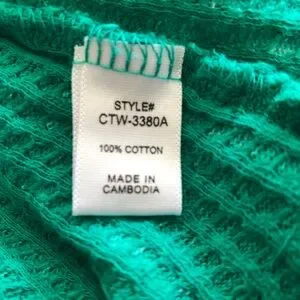 STYLE#
CTW-3380A
100% COTTON
MADE IN
CAMBODIA